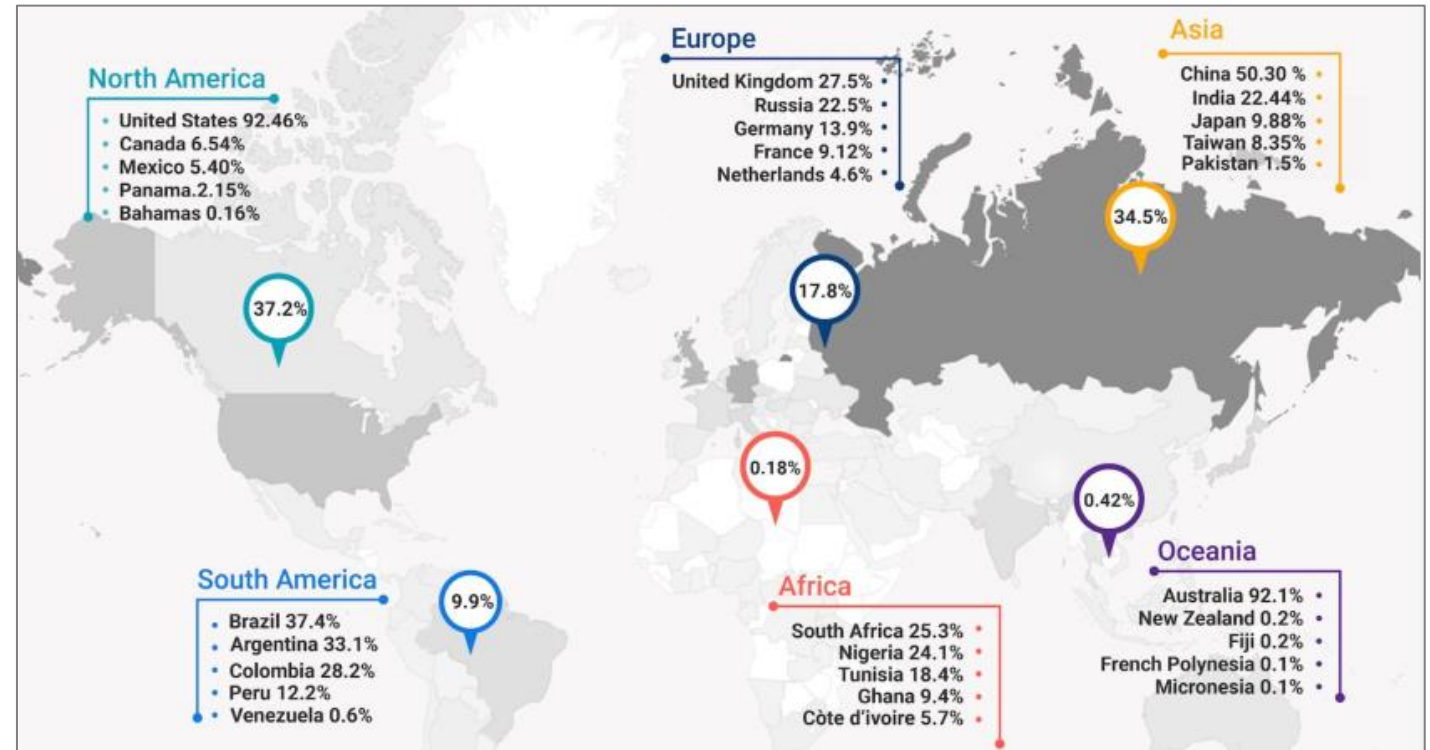 North America
• United States 92.46%
• Canada 6.54%
• Mexico 5.40%
• Panama.2.15%
• Bahamas 0.16%
37.2%
Europe
United Kingdom 27.5% •
Russia 22.5% •
Germany 13.9% •
France 9.12% •
Netherlands 4.6% •
17.8%
Asia
China 50.30 % •
India 22.44% •
Japan 9.88% •
Taiwan 8.35% •
Pakistan 1.5% •
34.5%
South America
• Brazil 37.4%
• Argentina 33.1%
• Colombia 28.2%
• Peru 12.2%
• Venezuela 0.6%
9.9%
0.18%
Africa
South Africa 25.3% •
Nigeria 24.1% •
Tunisia 18.4% •
Ghana 9.4% •
Còte d'ivoire 5.7% •
0.42%
Oceania
Australia 92.1% •
New Zealand 0.2% •
Fiji 0.2% •
French Polynesia 0.1% •
Micronesia 0.1% •